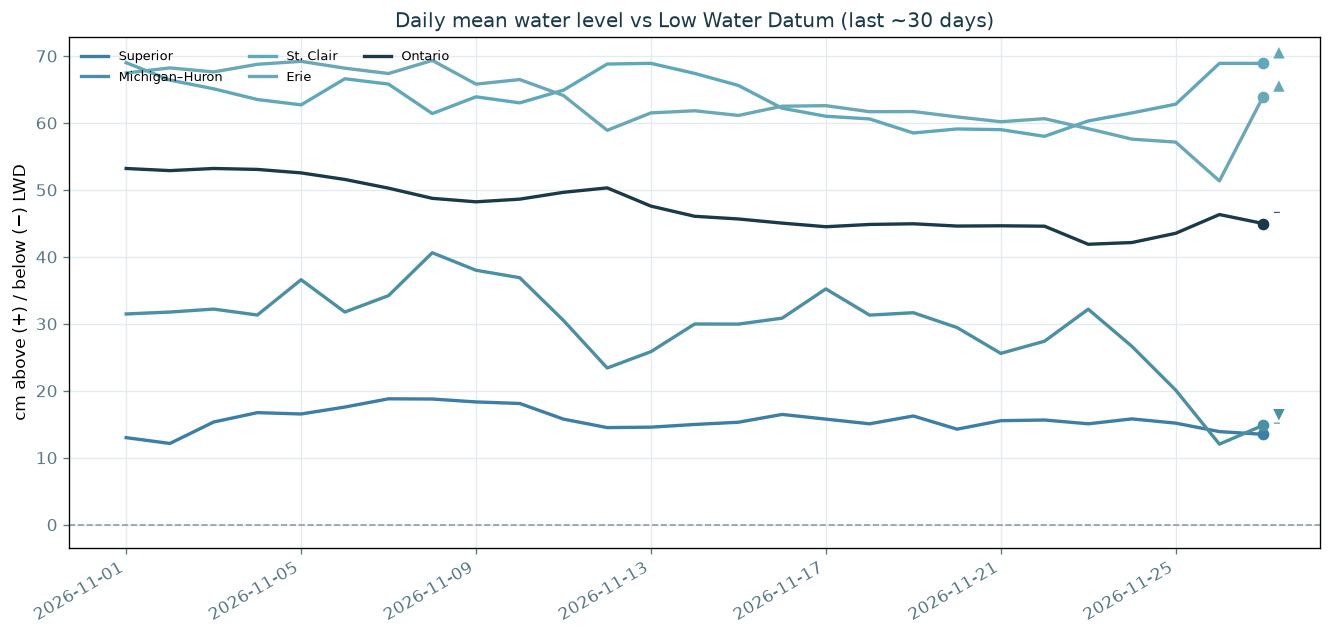 Daily mean water level vs Low Water Datum (last ~30 days)
Superior
Michigan–Huron
St. Clair
Erie
Ontario
cm above (+) / below (−) LWD
70
60
50
40
30
20
10
0
2026-11-01
2026-11-05
2026-11-09
2026-11-13
2026-11-17
2026-11-21
2026-11-25